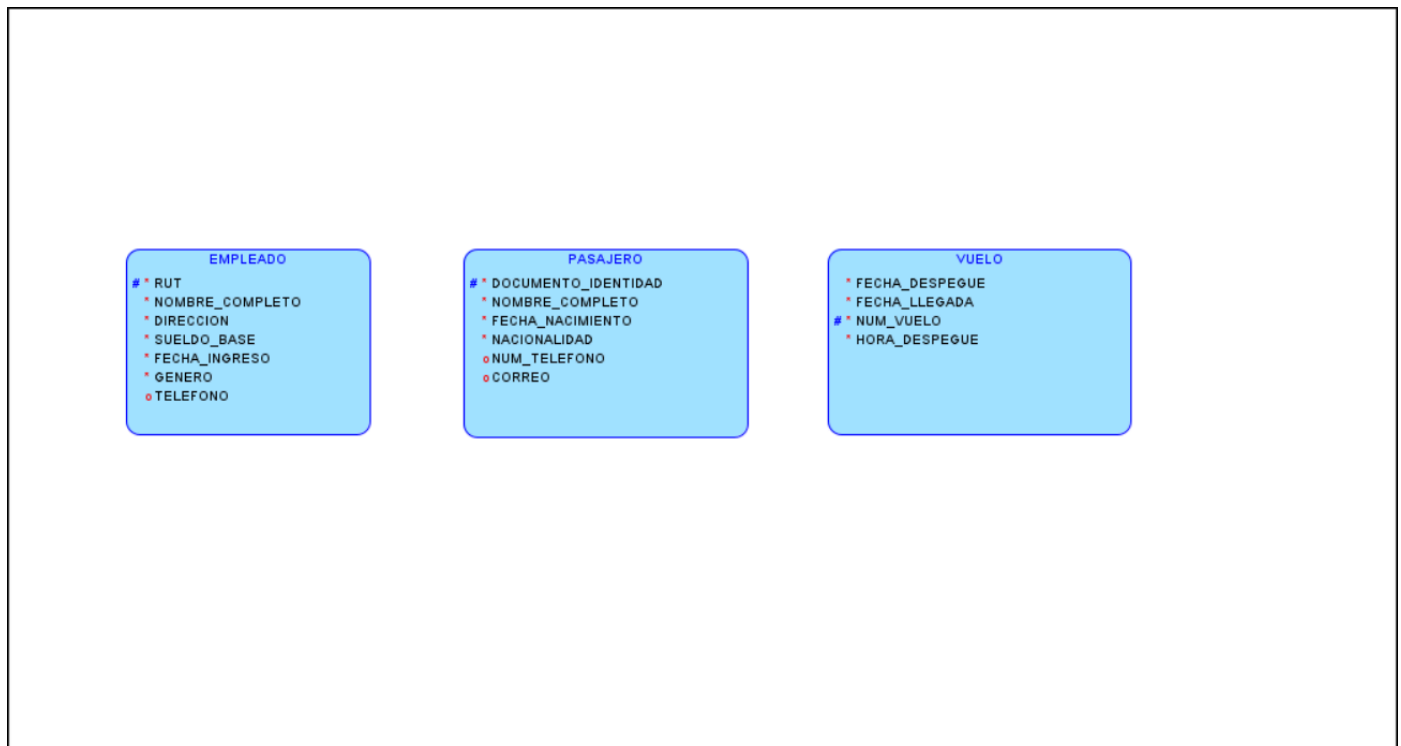 EMPLEADO
# * RUT
* NOMBRE_COMPLETO
* DIRECCION
* SUELDO_BASE
* FECHA_INGRESO
* GENERO
o TELEFONO
PASAJERO
# * DOCUMENTO_IDENTIDAD
* NOMBRE_COMPLETO
* FECHA_NACIMIENTO
* NACIONALIDAD
o NUM_TELEFONO
o CORREO
VUELO
* FECHA_DESPEGUE
* FECHA_LLEGADA
# * NUM_VUELO
* HORA_DESPEGUE